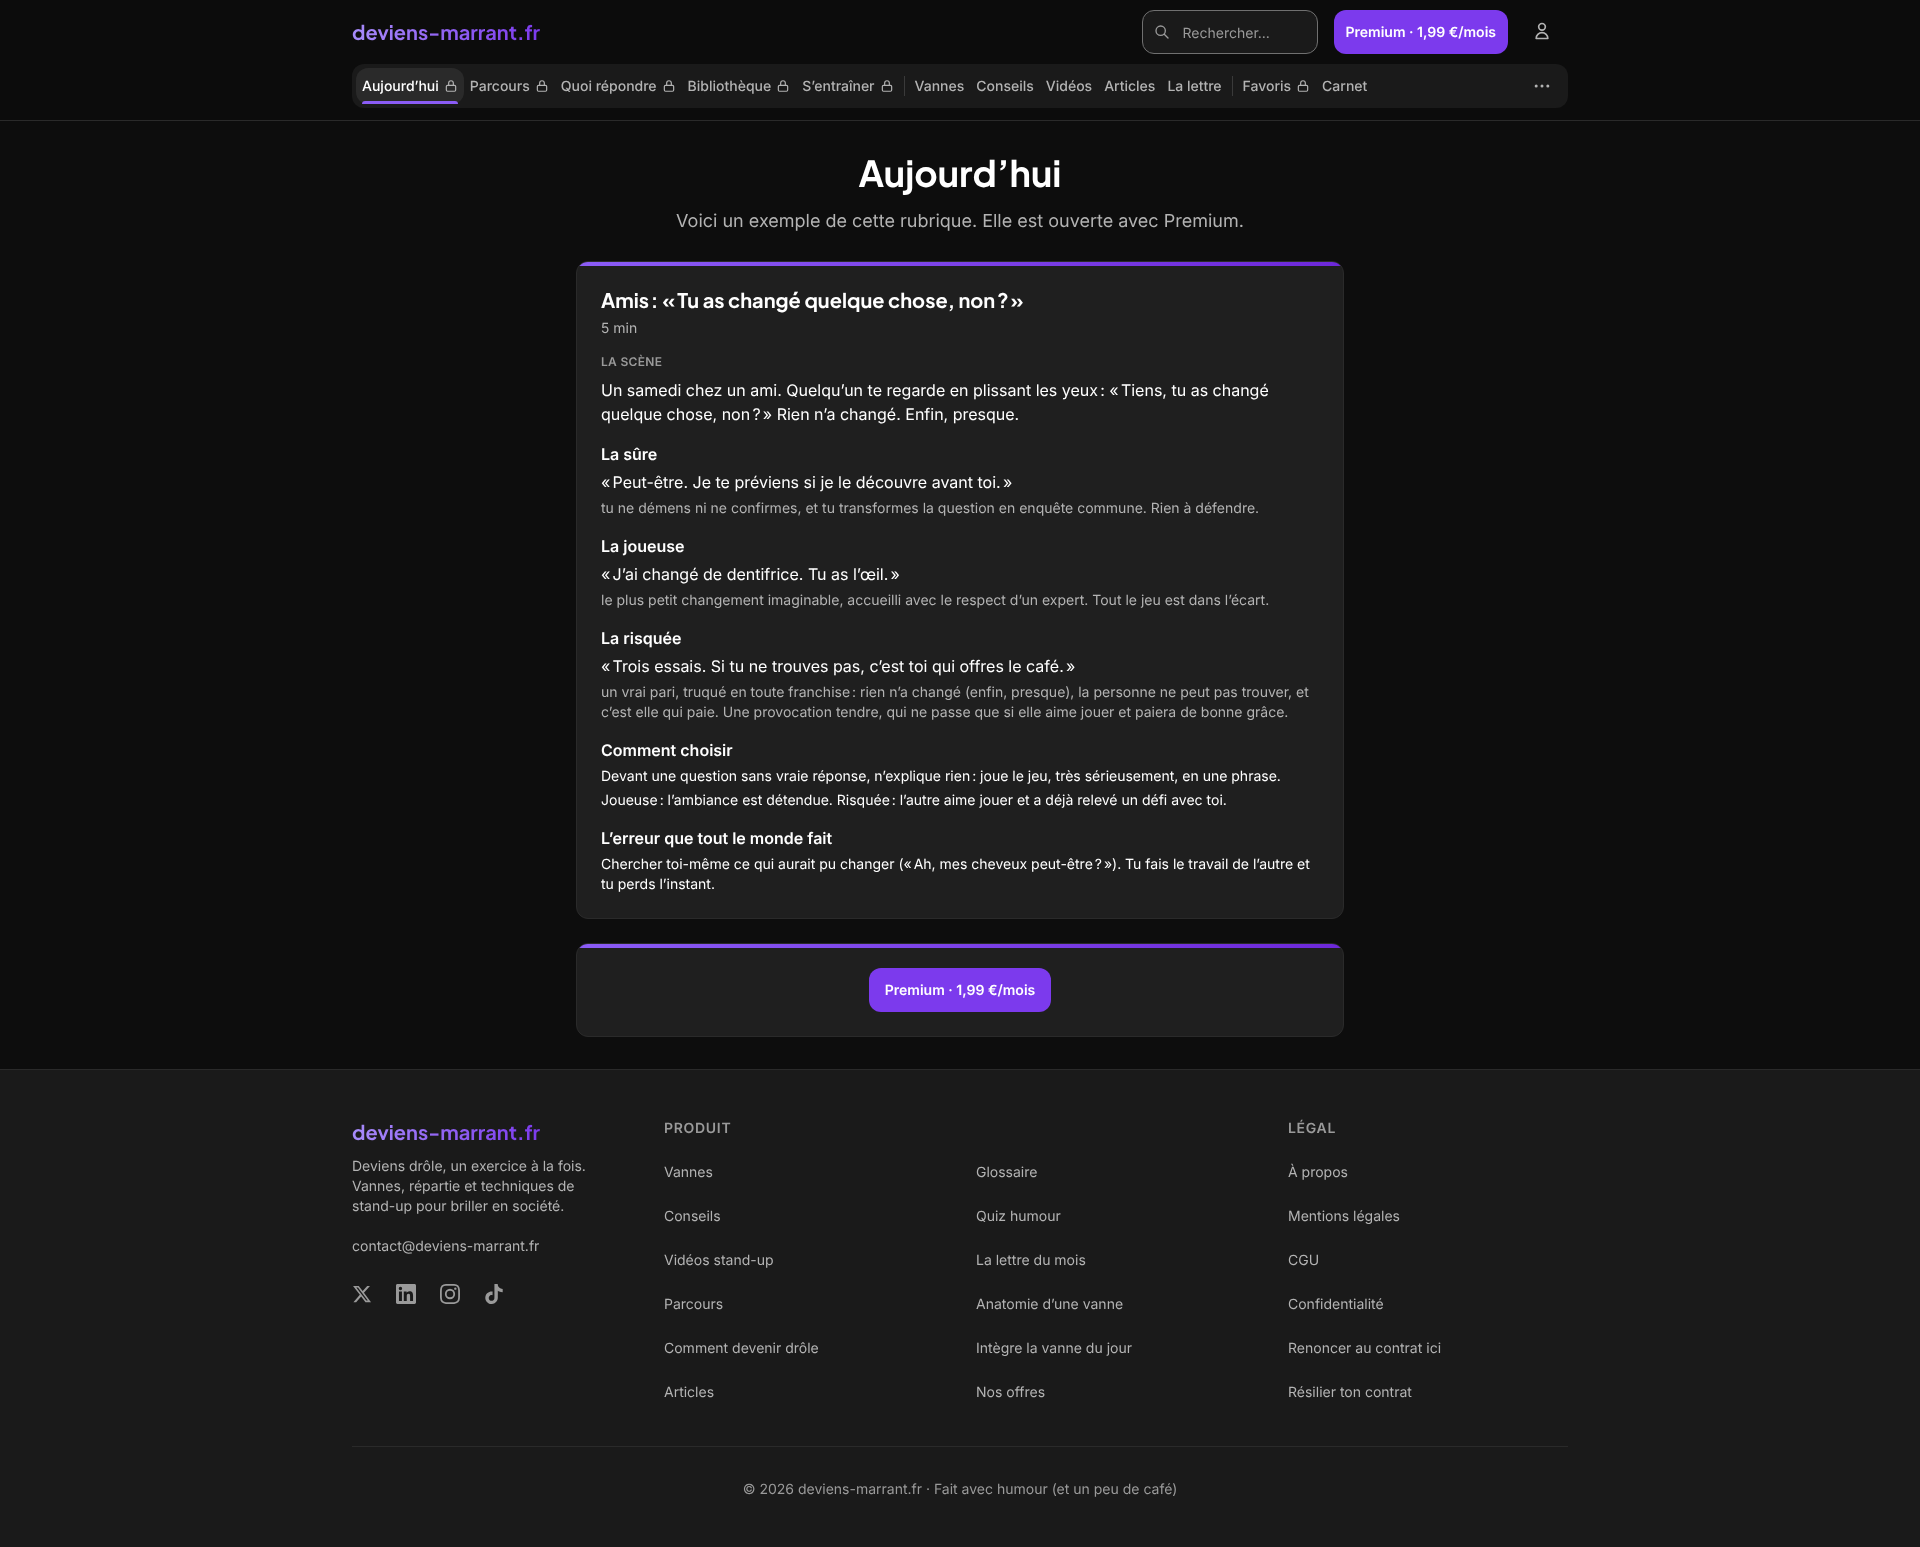 deviens-marrant.fr
Rechercher...
Premium · 1,99 €/mois
Aujourd’hui
Parcours
Quoi répondre
Bibliothèque
S’entraîner
Vannes
Conseils
Vidéos
Articles
La lettre
Favoris
Carnet
Aujourd’hui
Voici un exemple de cette rubrique. Elle est ouverte avec Premium.
Amis : « Tu as changé quelque chose, non ? »
5 min
LA SCÈNE
Un samedi chez un ami. Quelqu’un te regarde en plissant les yeux : « Tiens, tu as changé
quelque chose, non ? » Rien n’a changé. Enfin, presque.
La sûre
« Peut-être. Je te préviens si je le découvre avant toi. »
tu ne démens ni ne confirmes, et tu transformes la question en enquête commune. Rien à défendre.
La joueuse
« J’ai changé de dentifrice. Tu as l’œil. »
le plus petit changement imaginable, accueilli avec le respect d’un expert. Tout le jeu est dans l’écart.
La risquée
« Trois essais. Si tu ne trouves pas, c’est toi qui offres le café. »
un vrai pari, truqué en toute franchise : rien n’a changé (enfin, presque), la personne ne peut pas trouver, et
c’est elle qui paie. Une provocation tendre, qui ne passe que si elle aime jouer et paiera de bonne grâce.
Comment choisir
Devant une question sans vraie réponse, n’explique rien : joue le jeu, très sérieusement, en une phrase.
Joueuse : l’ambiance est détendue. Risquée : l’autre aime jouer et a déjà relevé un défi avec toi.
L’erreur que tout le monde fait
Chercher toi-même ce qui aurait pu changer (« Ah, mes cheveux peut-être ? »). Tu fais le travail de l’autre et
tu perds l’instant.
Premium · 1,99 €/mois
deviens-marrant.fr
Deviens drôle, un exercice à la fois.
Vannes, répartie et techniques de
stand-up pour briller en société.
contact@deviens-marrant.fr
PRODUIT
Vannes
Conseils
Vidéos stand-up
Parcours
Comment devenir drôle
Articles
Glossaire
Quiz humour
La lettre du mois
Anatomie d’une vanne
Intègre la vanne du jour
Nos offres
LÉGAL
À propos
Mentions légales
CGU
Confidentialité
Renoncer au contrat ici
Résilier ton contrat
© 2026 deviens-marrant.fr · Fait avec humour (et un peu de café)